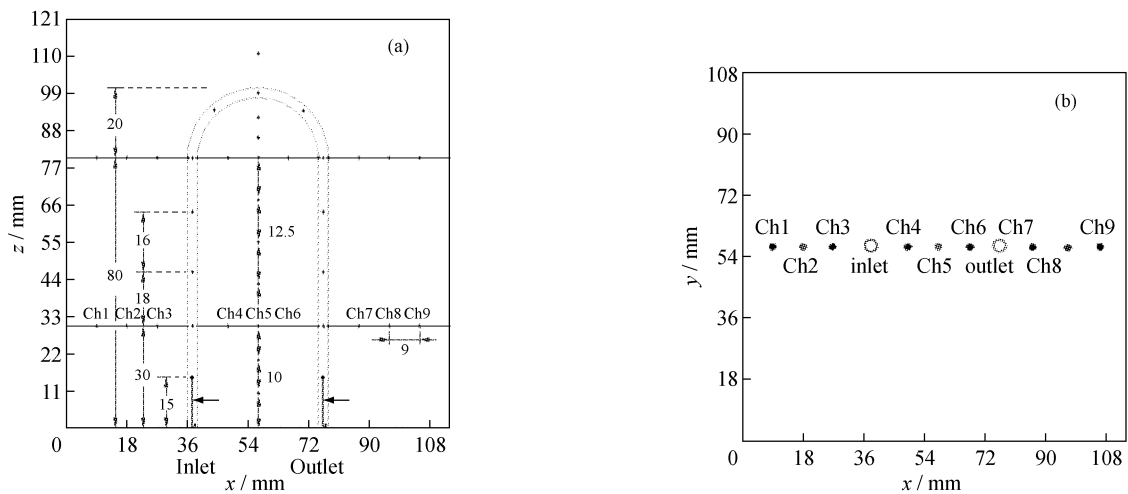 121
(a)
110
99
20
88
77
66
12.5
z / mm
55
16
80
44
18
33
Ch1 Ch2 Ch3 Ch4 Ch5 Ch6 Ch7 Ch8 Ch9
9
22
30
10
11
15
0 18 36 54 72 90 108
Inlet Outlet
x / mm
108
(b)
90
72
Ch1 Ch3 Ch4 Ch6 Ch7 Ch9
54
Ch2 inlet Ch5 outlet Ch8
y / mm
36
18
0 18 36 54 72 90 108
x / mm